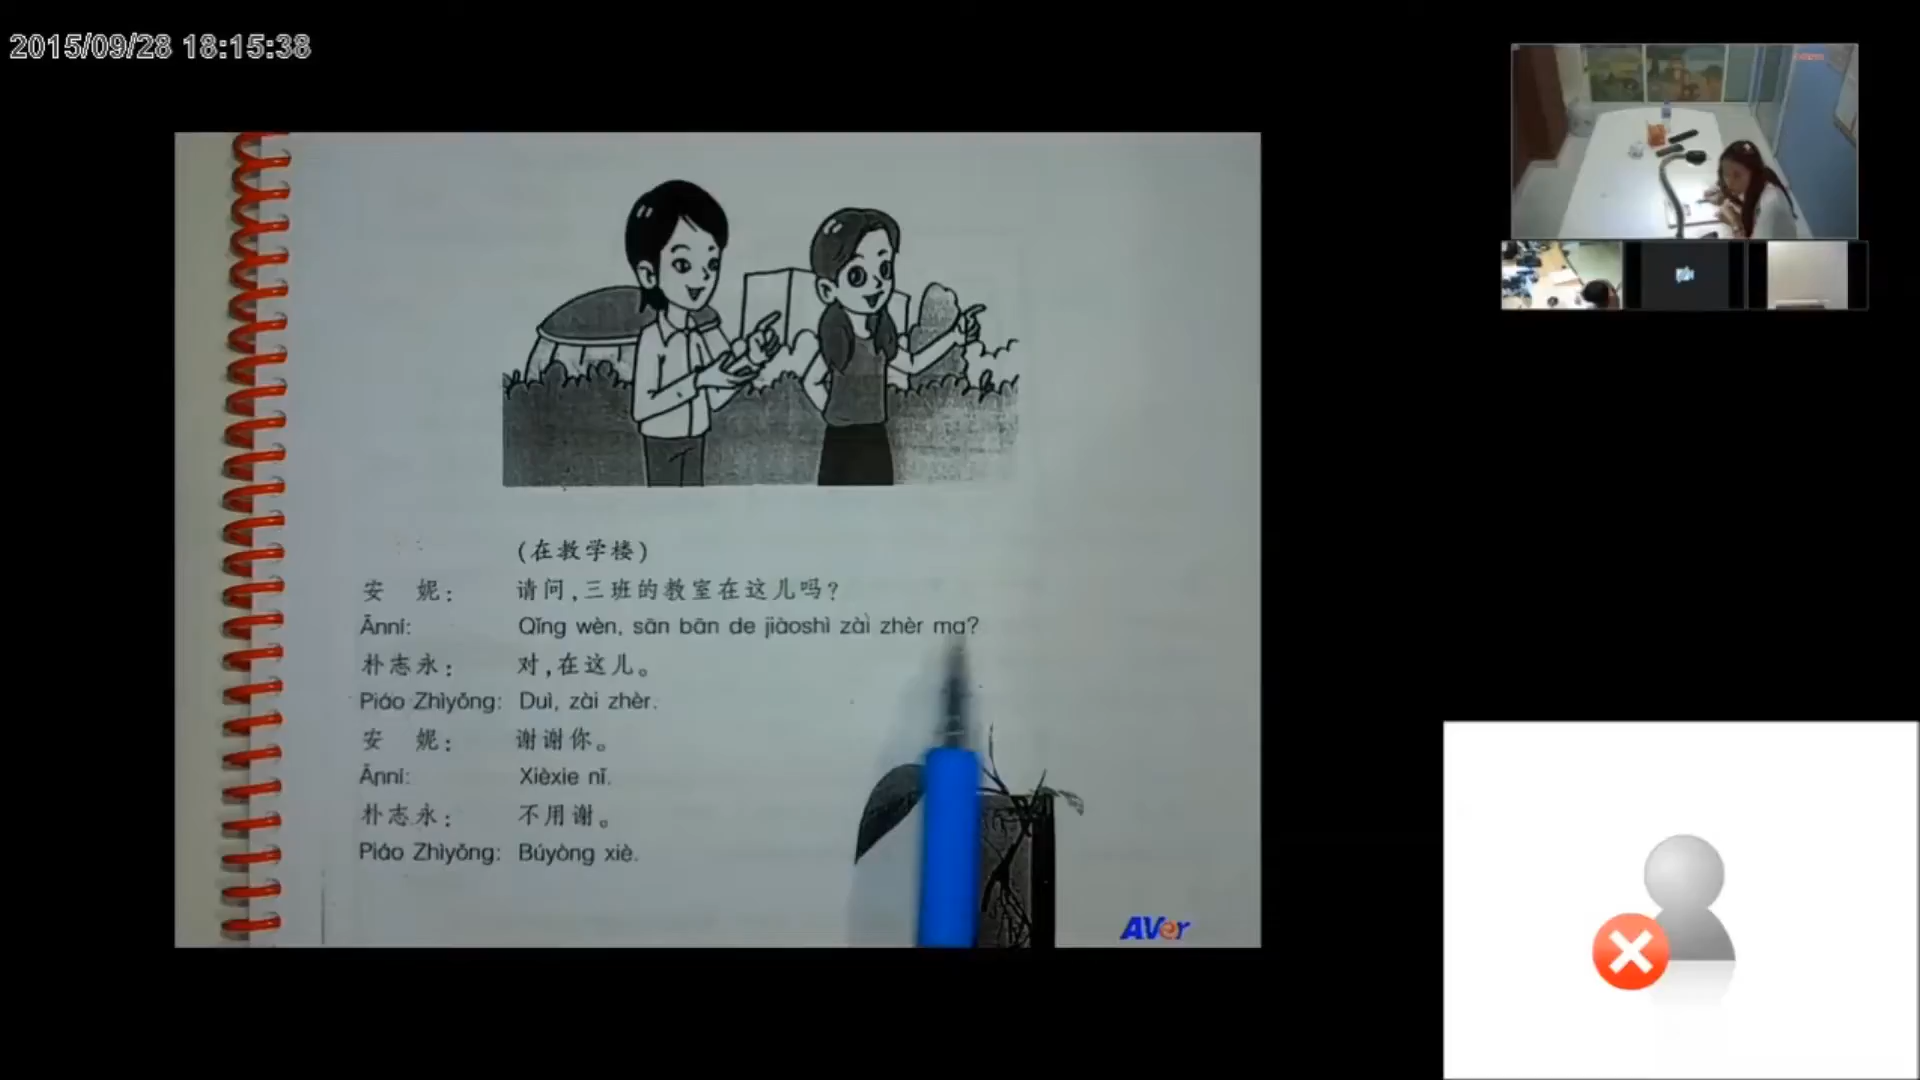 2015/09/28 18:15:38
(在教学楼)
安 妮: 请问,三班的教室在这儿吗?
Ānní: Qǐng wèn, sān bān de jiàoshì zài zhèr ma?
朴志永: 对,在这儿。
Piáo Zhìyǒng: Duì, zài zhèr.
安 妮: 谢谢你。
Ānní: Xièxie nǐ.
朴志永: 不用谢。
Piáo Zhìyǒng: Búyòng xiè.
AVer